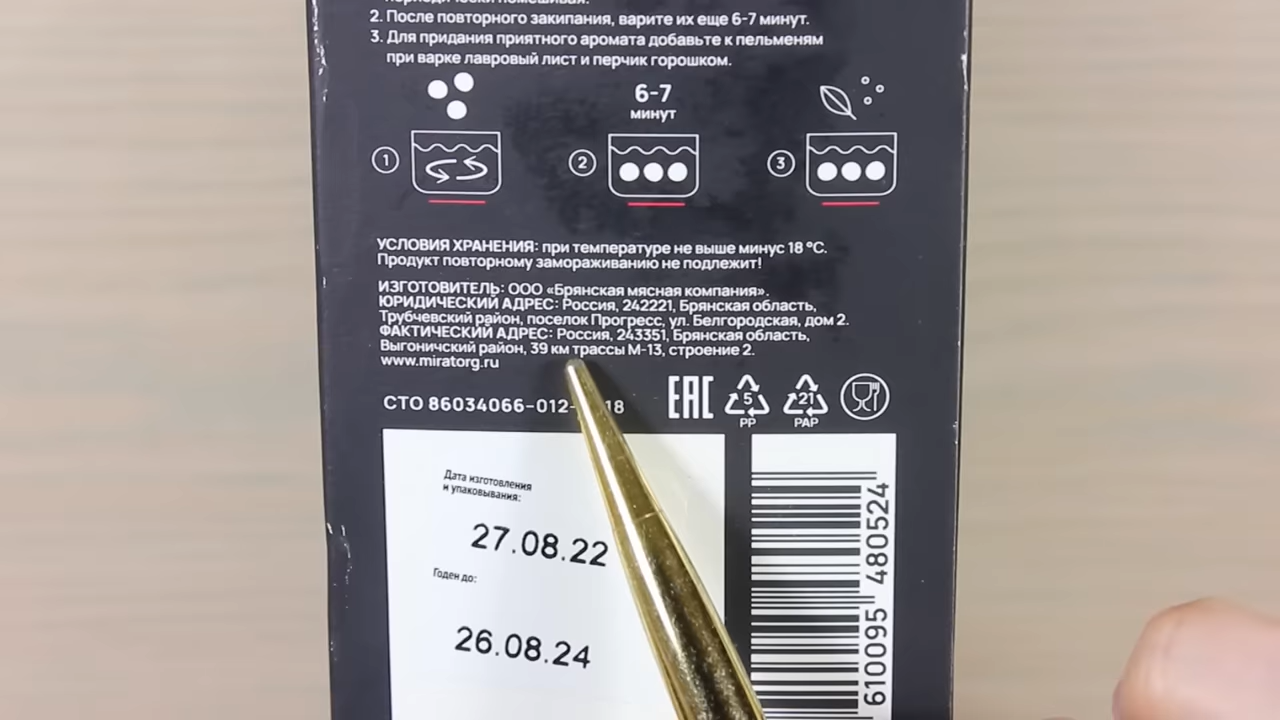 периодически помешивая.
2. После повторного закипания, варите их еще 6-7 минут.
3. Для придания приятного аромата добавьте к пельменям
при варке лавровый лист и перчик горошком.
6-7
минут
1
2
3
УСЛОВИЯ ХРАНЕНИЯ: при температуре не выше минус 18 °С.
Продукт повторному замораживанию не подлежит!
ИЗГОТОВИТЕЛЬ: ООО «Брянская мясная компания».
ЮРИДИЧЕСКИЙ АДРЕС: Россия, 242221, Брянская область,
Трубчевский район, поселок Прогресс, ул. Белгородская, дом 2.
ФАКТИЧЕСКИЙ АДРЕС: Россия, 243351, Брянская область,
Выгоничский район, 39 км трассы М-13, строение 2.
www.miratorg.ru
СТО 86034066-012- 18
ЕАС
5
PP
21
PAP
Дата изготовления
и упаковывания:
27.08.22
Годен до:
26.08.24
610095 480524